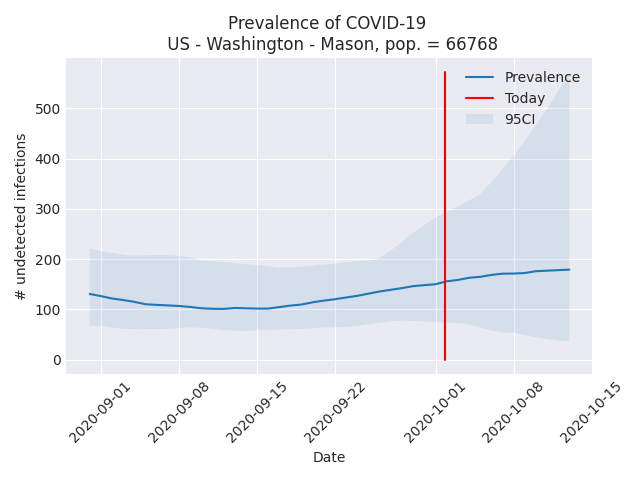 Prevalence of COVID-19
US - Washington - Mason, pop. = 66768
Prevalence
Today
95CI
# undetected infections
500
400
300
200
100
0
2020-09-01
2020-09-08
2020-09-15
2020-09-22
2020-10-01
2020-10-08
2020-10-15
Date